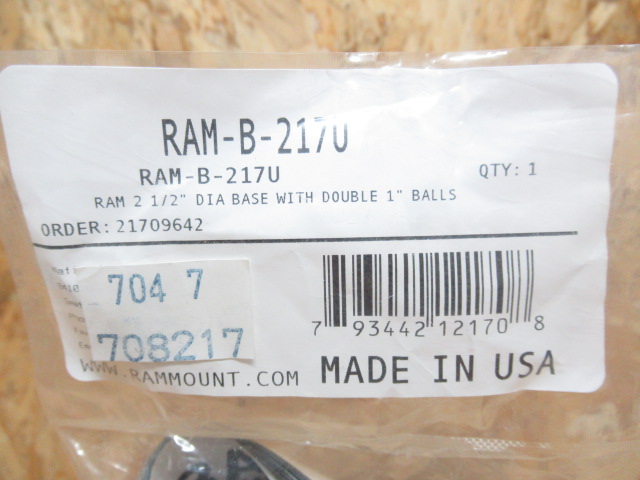 RAM-B-217U
RAM-B-217U
QTY: 1
RAM 2 1/2" DIA BASE WITH DOUBLE 1" BALLS
ORDER: 21709642
704 7
708217
7 93442 12170 8
WWW.RAMMOUNT.COM
MADE IN USA